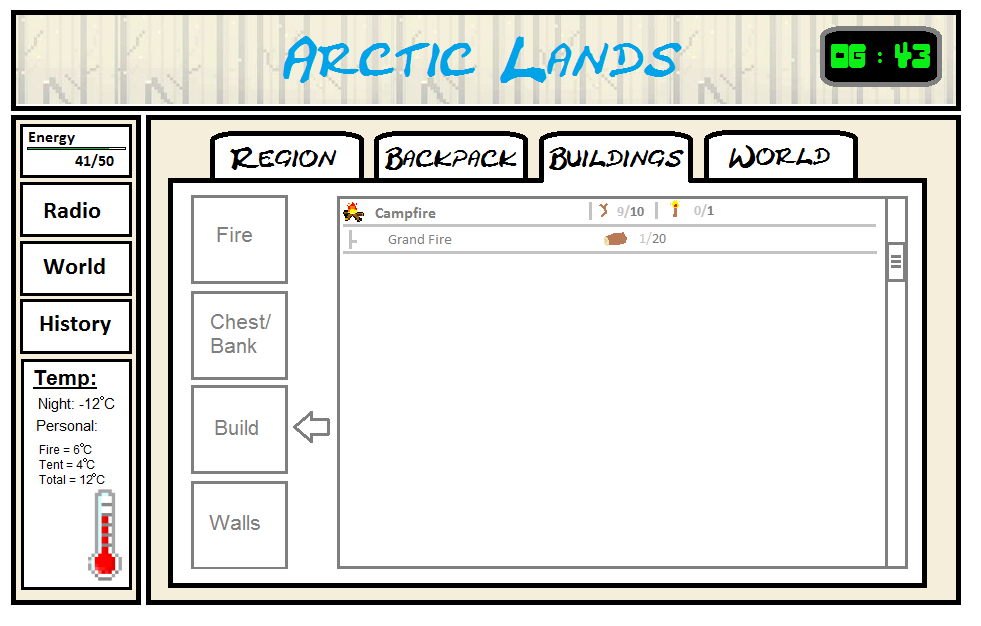 Arctic Lands
06:43
Energy
41/50
Radio
World
History
Temp:
Night: -12°C
Personal:
Fire = 6°C
Tent = 4°C
Total = 12°C
Region
Backpack
Buildings
World
Fire
Chest/
Bank
Build
Walls
Campfire 9/10 0/1
Grand Fire 1/20